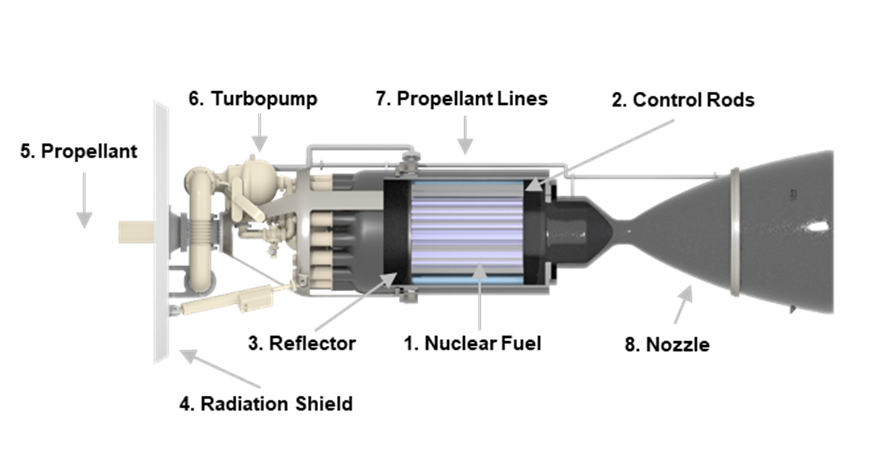 6. Turbopump
7. Propellant Lines
2. Control Rods
5. Propellant
3. Reflector
1. Nuclear Fuel
8. Nozzle
4. Radiation Shield